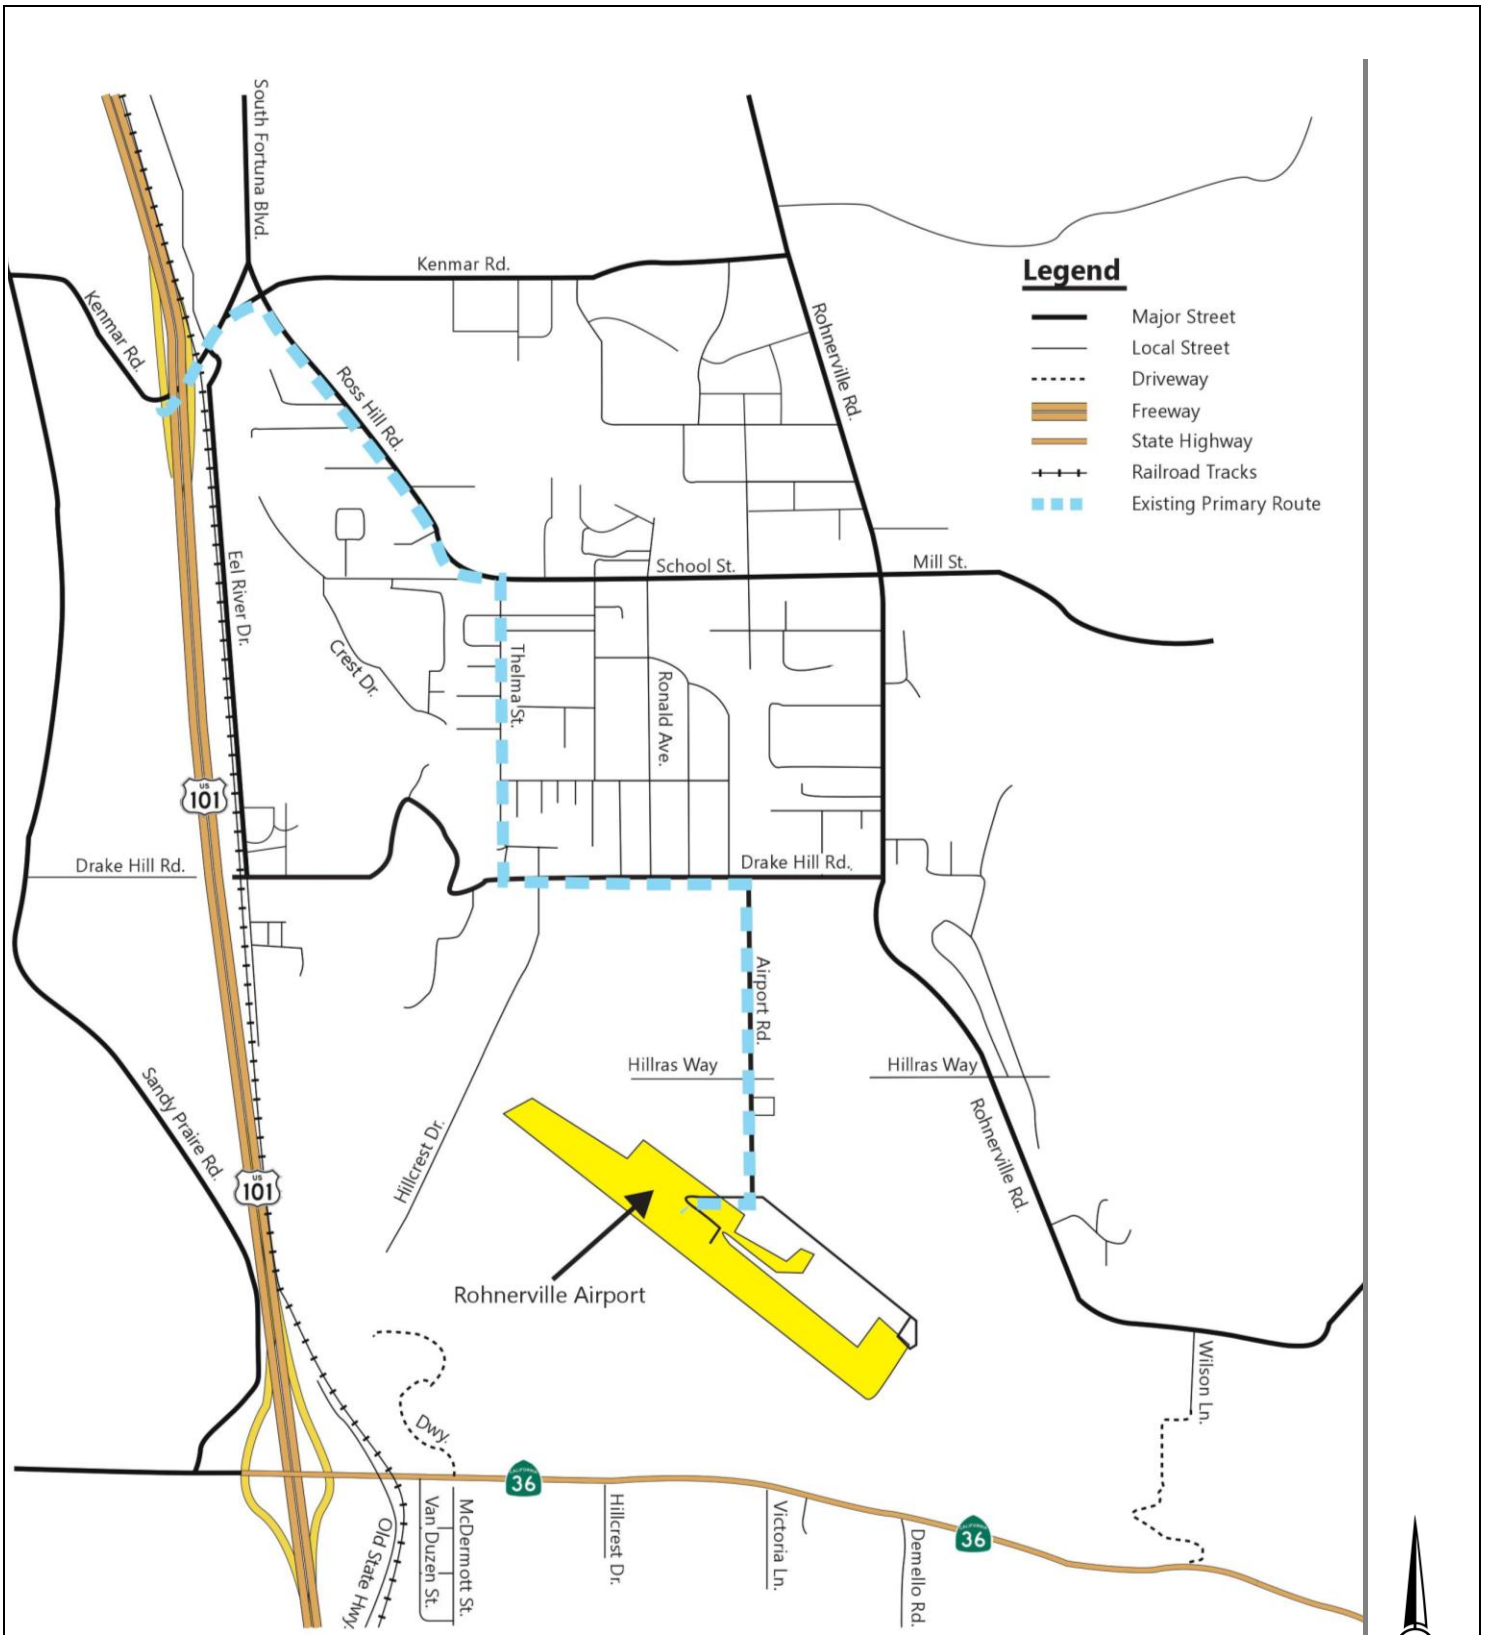 South Fortuna Blvd.
Kenmar Rd.
Kenmar Rd.
Legend
Major Street
Local Street
Driveway
Freeway
State Highway
Railroad Tracks
Existing Primary Route
Rohnerville Rd.
Ross Hill Rd.
Eel River Dr.
School St.
Mill St.
Crest Dr.
Thelma St.
Ronald Ave.
US
101
Drake Hill Rd.
Drake Hill Rd.
Airport Rd.
Hillras Way
Hillras Way
Sandy Praire Rd.
Hillcrest Dr.
Rohnerville Rd.
US
101
Rohnerville Airport
Wilson Ln.
Dwy.
CALIFORNIA
36
CALIFORNIA
36
Old State Hwy.
Van Duzen St.
McDermott St.
Hillcrest Dr.
Victoria Ln.
Demello Rd.